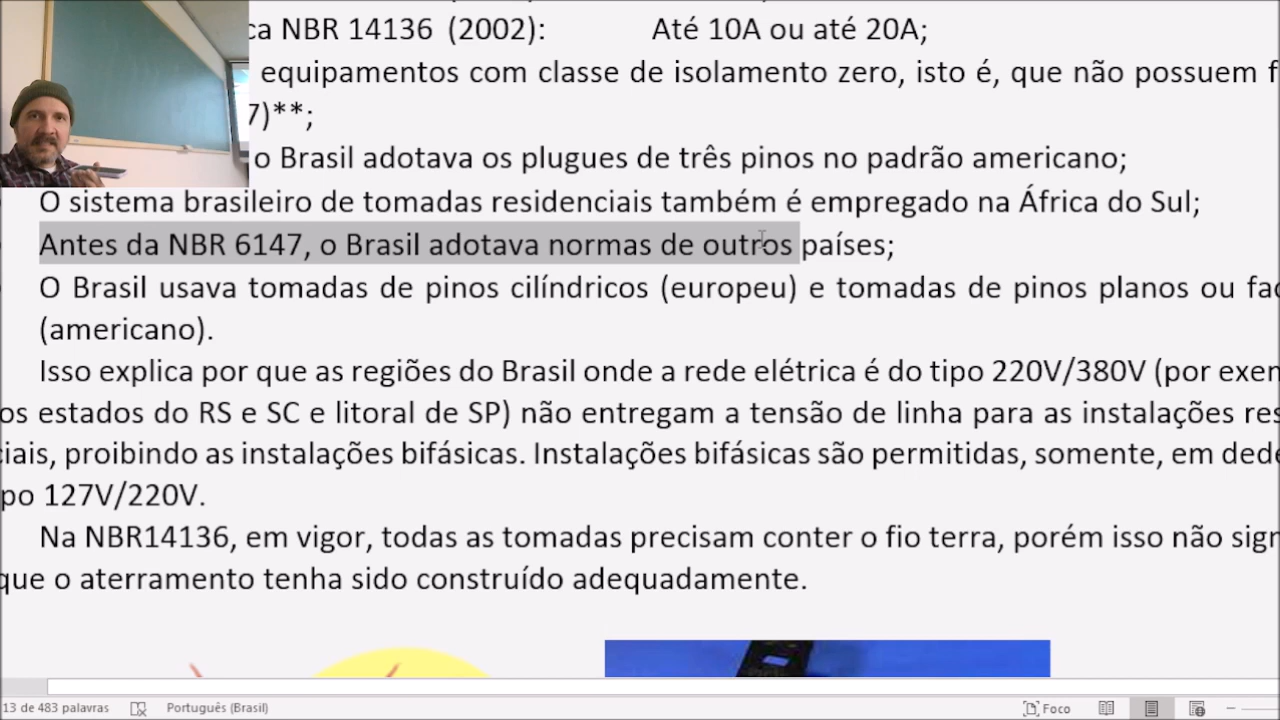 ca NBR 14136 (2002): Até 10A ou até 20A;
equipamentos com classe de isolamento zero, isto é, que não possuem f
7)**;
o Brasil adotava os plugues de três pinos no padrão americano;
O sistema brasileiro de tomadas residenciais também é empregado na África do Sul;
Antes da NBR 6147, o Brasil adotava normas de outros países;
O Brasil usava tomadas de pinos cilíndricos (europeu) e tomadas de pinos planos ou fac
(americano).
Isso explica por que as regiões do Brasil onde a rede elétrica é do tipo 220V/380V (por exen
os estados do RS e SC e litoral de SP) não entregam a tensão de linha para as instalações res
ciais, proibindo as instalações bifásicas. Instalações bifásicas são permitidas, somente, em dede
po 127V/220V.
Na NBR14136, em vigor, todas as tomadas precisam conter o fio terra, porém isso não sign
que o aterramento tenha sido construído adequadamente.
13 de 483 palavras Português (Brasil) Foco